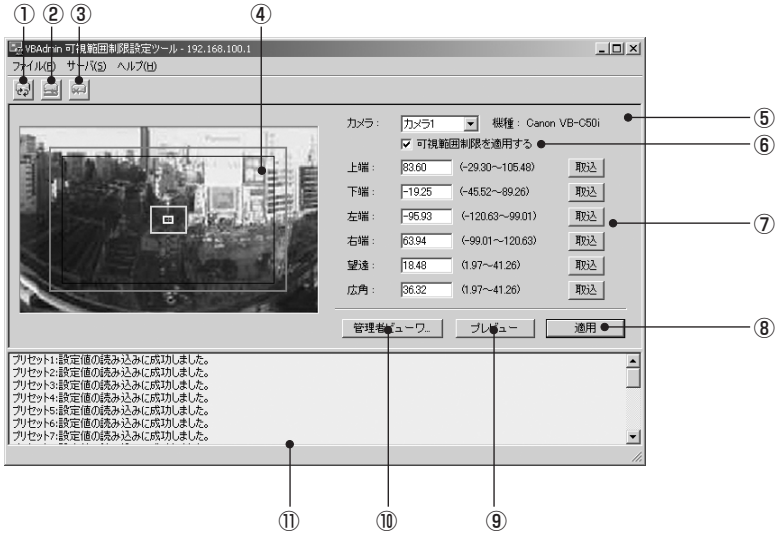 ① ② ③ ④
VBAdmin 可視範囲制限設定ツール - 192.168.100.1
ファイル(F) サーバ(S) ヘルプ(H)
カメラ: カメラ1 機種: Canon VB-C50i ⑤
可視範囲制限を適用する ⑥
上端: 83.60 (-29.30～105.48) 取込
下端: -19.25 (-45.52～89.26) 取込
左端: -95.93 (-120.63～99.01) 取込 ⑦
右端: 63.94 (-99.01～120.63) 取込
望遠: 18.48 (1.97～41.26) 取込
広角: 36.32 (1.97～41.26) 取込
管理者ビューワ... プレビュー 適用 ⑧
プリセット1:設定値の読み込みに成功しました。
プリセット2:設定値の読み込みに成功しました。
プリセット3:設定値の読み込みに成功しました。
プリセット4:設定値の読み込みに成功しました。
プリセット5:設定値の読み込みに成功しました。
プリセット6:設定値の読み込みに成功しました。
プリセット7:設定値の読み込みに成功しました。
⑪ ⑩ ⑨